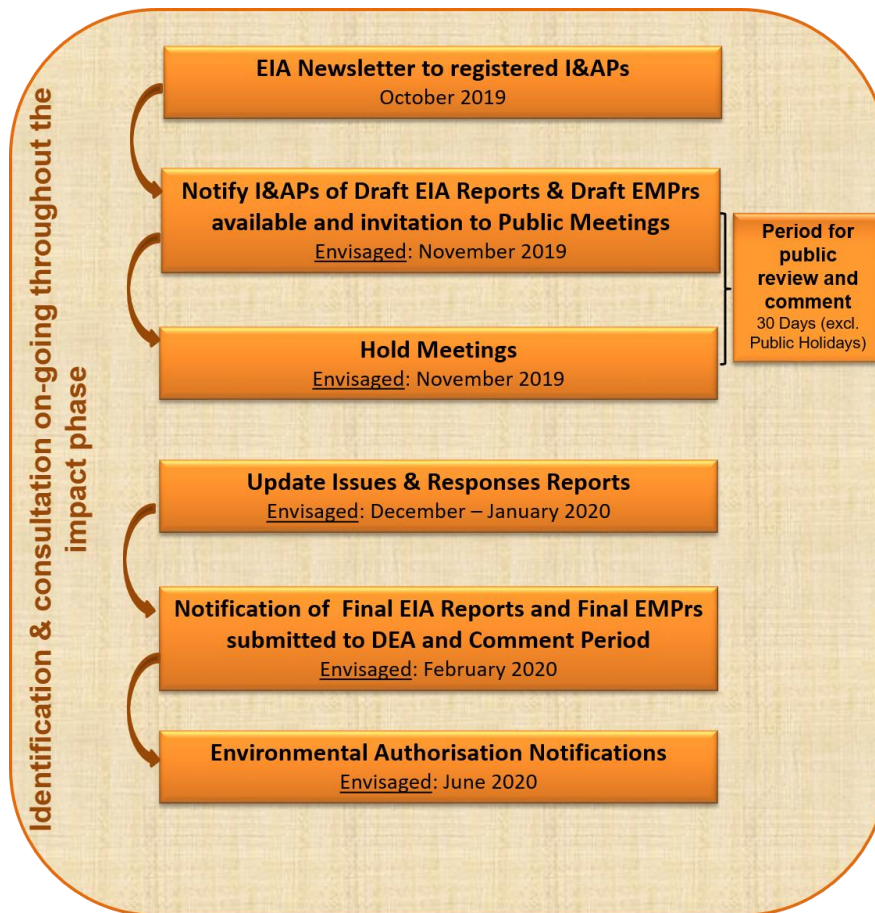 Identification & consultation on-going throughout the
impact phase
EIA Newsletter to registered I&APs
October 2019
Notify I&APs of Draft EIA Reports & Draft EMPrs
available and invitation to Public Meetings
Envisaged: November 2019
Period for
public
review and
comment
30 Days (excl.
Public Holidays)
Hold Meetings
Envisaged: November 2019
Update Issues & Responses Reports
Envisaged: December – January 2020
Notification of Final EIA Reports and Final EMPrs
submitted to DEA and Comment Period
Envisaged: February 2020
Environmental Authorisation Notifications
Envisaged: June 2020